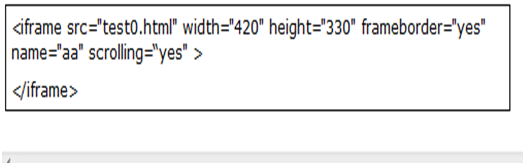 <iframe src="test0.html" width="420" height="330" frameborder="yes"
name="aa" scrolling="yes" >
</iframe>